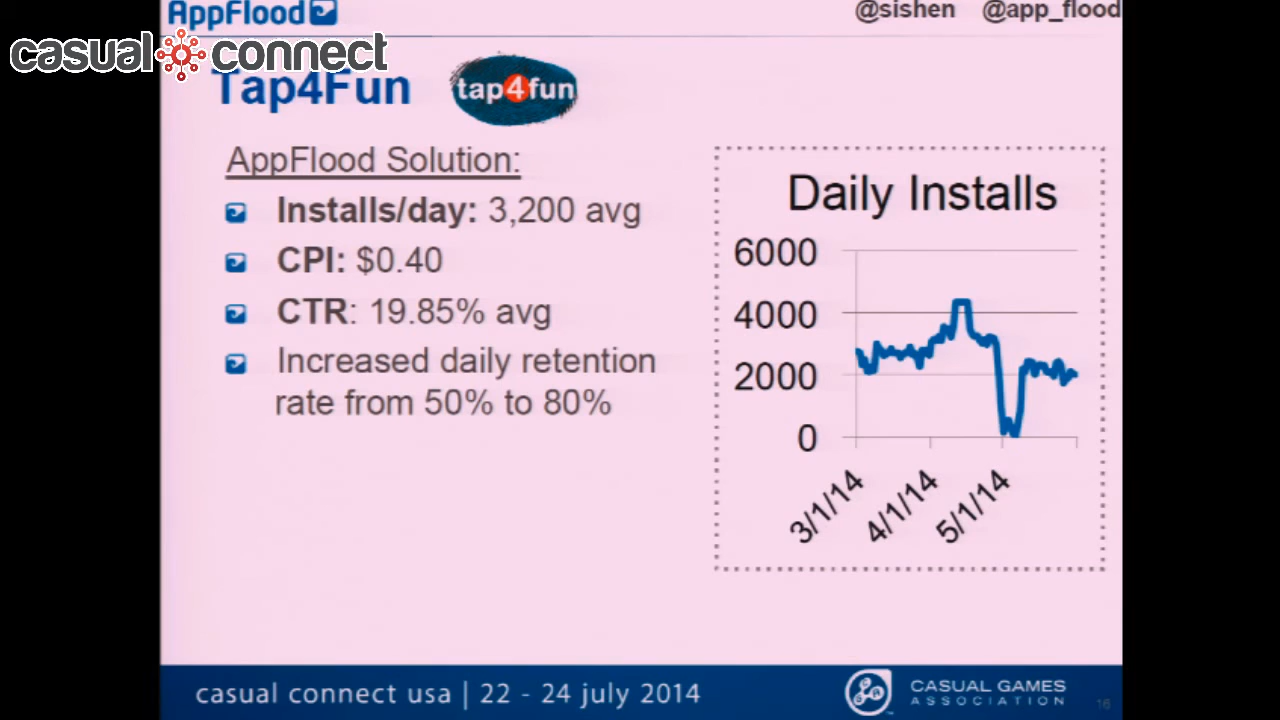 AppFlood
@sishen @app_flood
casual connect
Tap4Fun
tap4fun
AppFlood Solution:
Installs/day: 3,200 avg
CPI: $0.40
CTR: 19.85% avg
Increased daily retention
rate from 50% to 80%
Daily Installs
6000
4000
2000
0
3/1/14
4/1/14
5/1/14
casual connect usa | 22 - 24 july 2014
CASUAL GAMES
ASSOCIATION
16